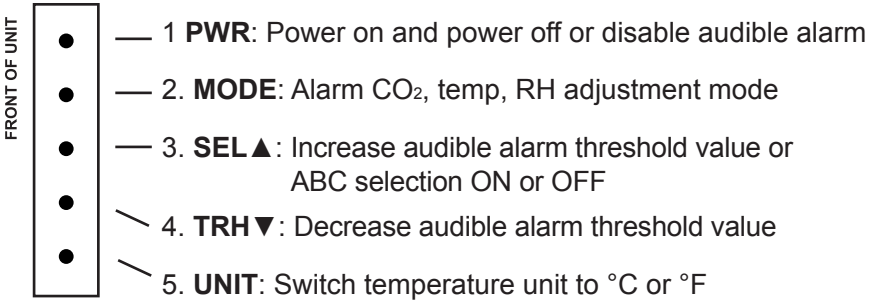 FRONT OF UNIT
1 PWR: Power on and power off or disable audible alarm
2. MODE: Alarm CO₂, temp, RH adjustment mode
3. SEL▲: Increase audible alarm threshold value or
ABC selection ON or OFF
4. TRH▼: Decrease audible alarm threshold value
5. UNIT: Switch temperature unit to °C or °F